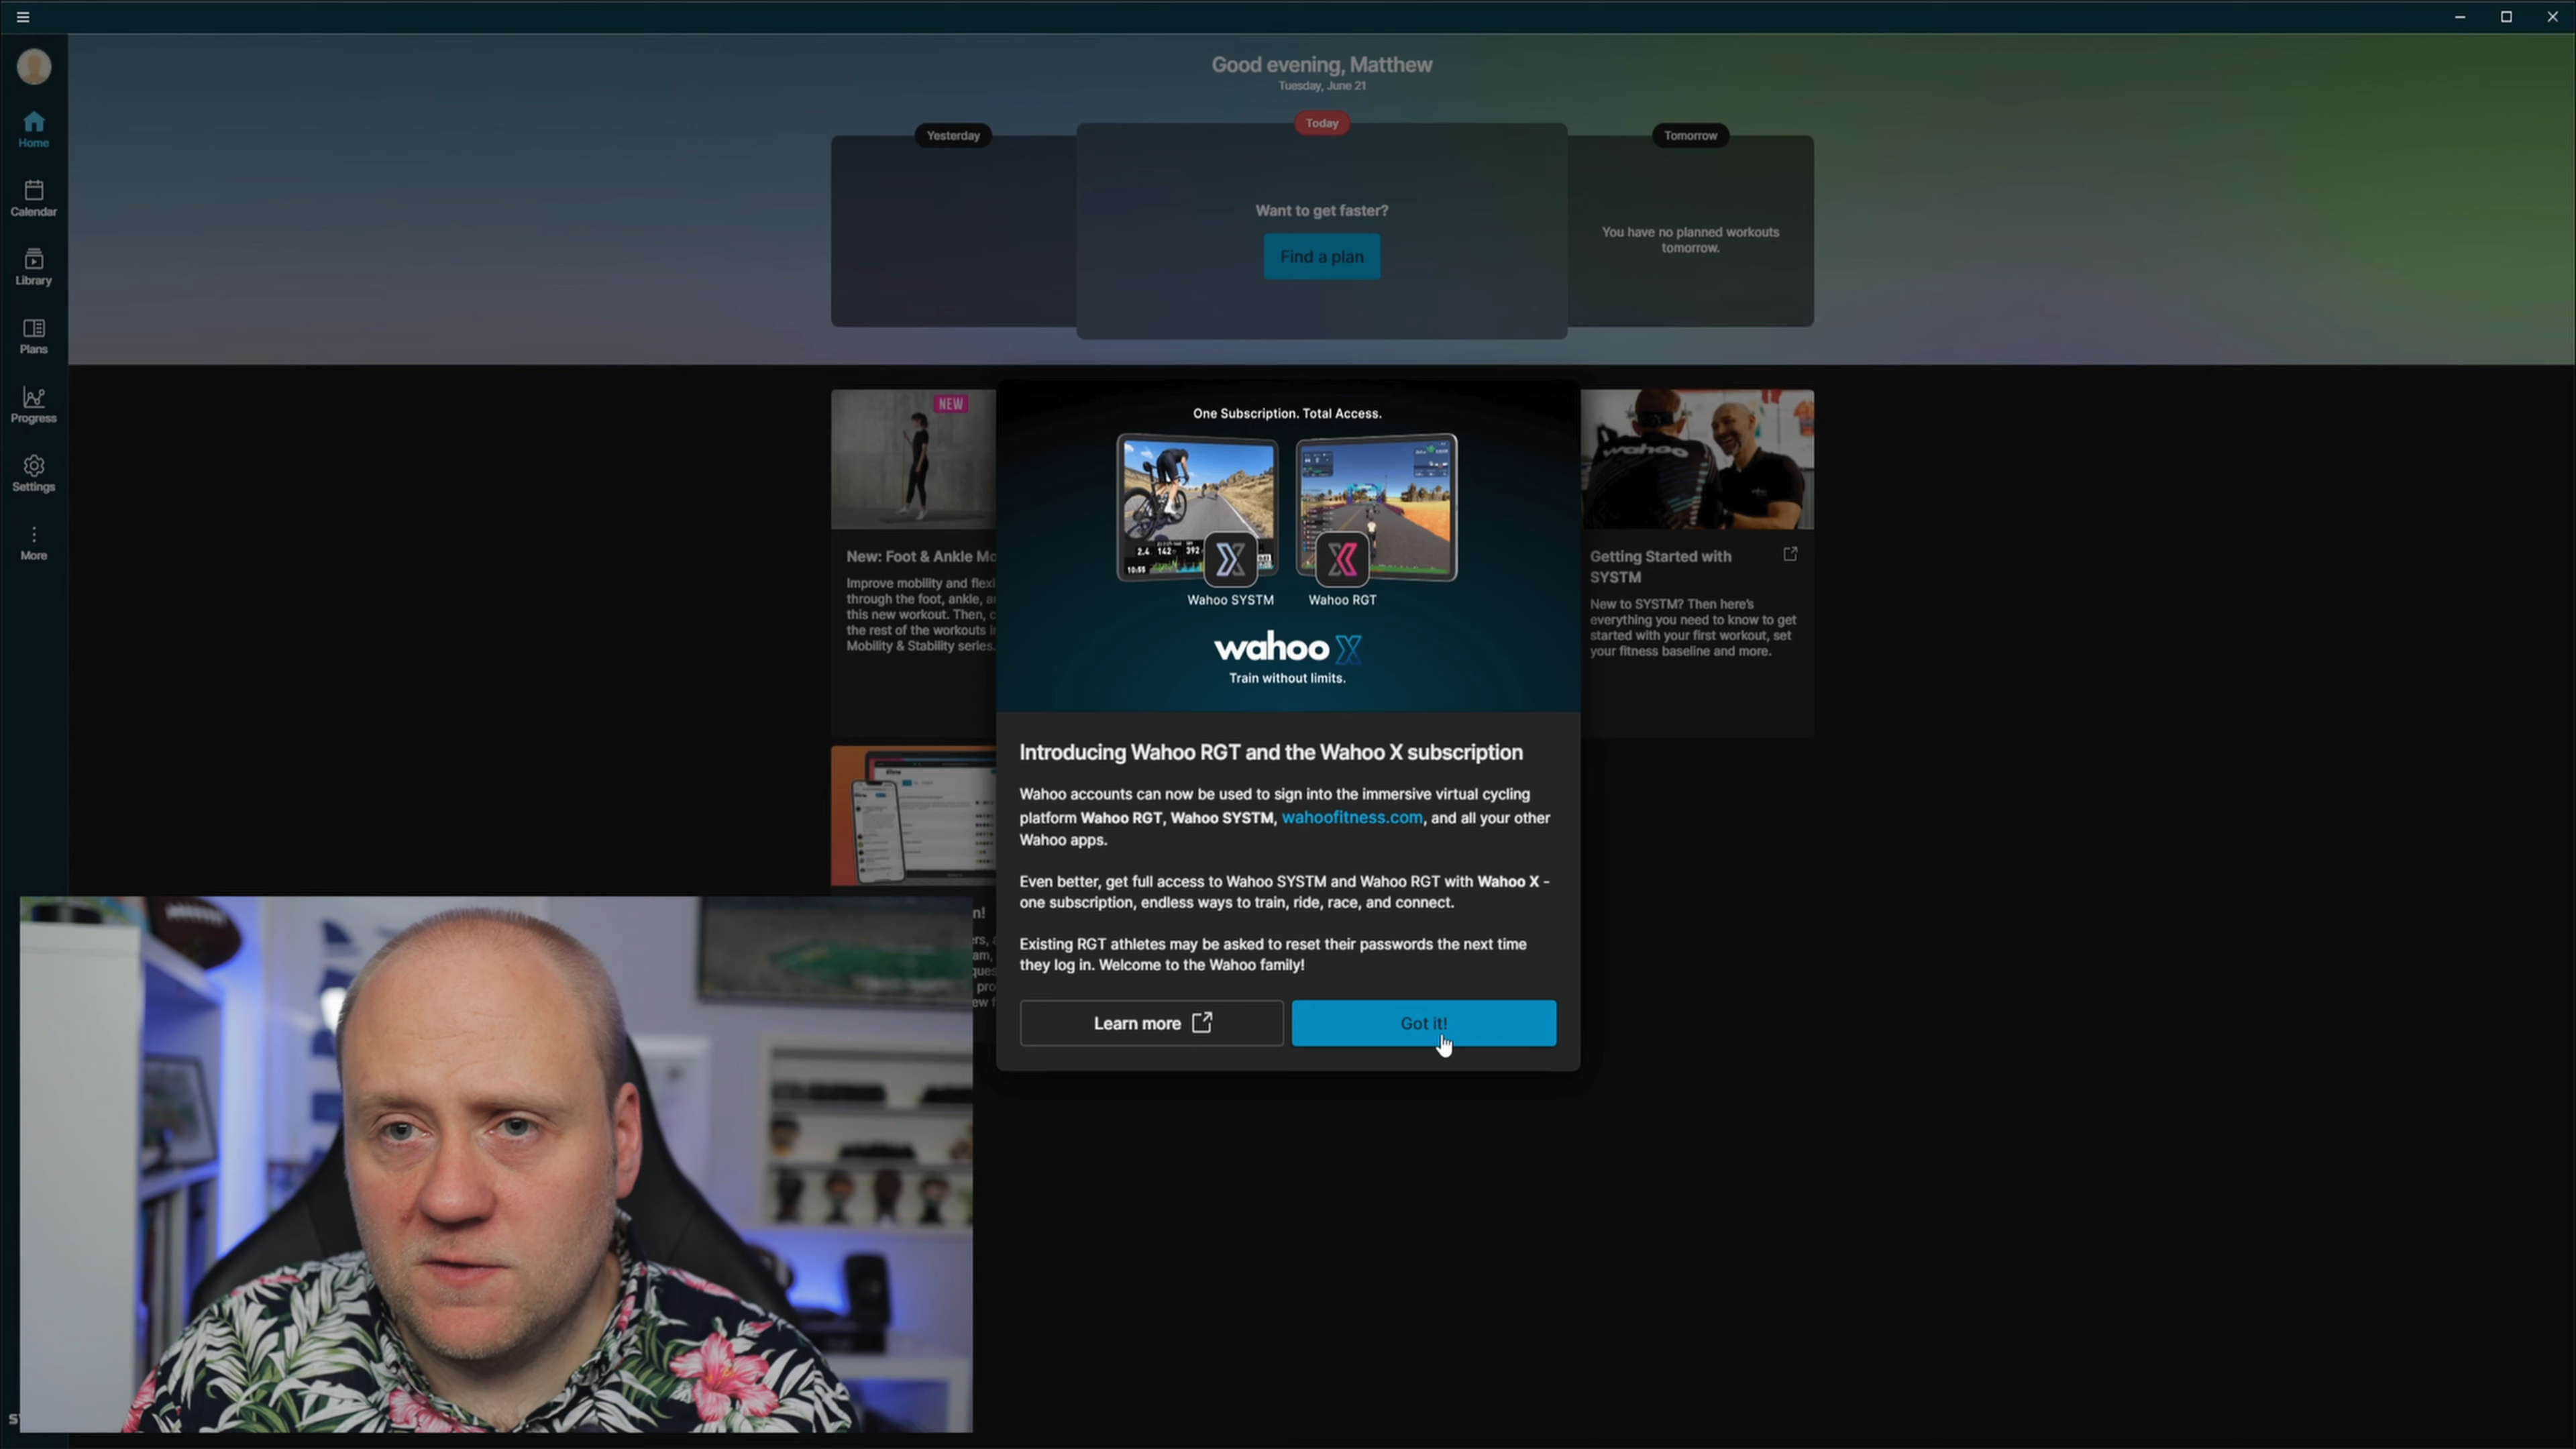 Good evening, Matthew
Tuesday, June 21
Yesterday
Today
Tomorrow
Want to get faster?
Find a plan
You have no planned workouts
tomorrow.
Home
Calendar
Library
Plans
Progress
Settings
More
NEW
New: Foot & Ankle Mo
Improve mobility and flexi
through the foot, ankle, a
this new workout. Then, c
the rest of the workouts i
Mobility & Stability series.
One Subscription. Total Access.
2.4 142 392
10:55
Wahoo SYSTM
Wahoo RGT
wahoo X
Train without limits.
Introducing Wahoo RGT and the Wahoo X subscription
Wahoo accounts can now be used to sign into the immersive virtual cycling
platform Wahoo RGT, Wahoo SYSTM, wahoofitness.com, and all your other
Wahoo apps.
Even better, get full access to Wahoo SYSTM and Wahoo RGT with Wahoo X -
one subscription, endless ways to train, ride, race, and connect.
Existing RGT athletes may be asked to reset their passwords the next time
they log in. Welcome to the Wahoo family!
Learn more
Got it!
wahoo
Getting Started with
SYSTM
New to SYSTM? Then here's
everything you need to know to get
started with your first workout, set
your fitness baseline and more.
n!